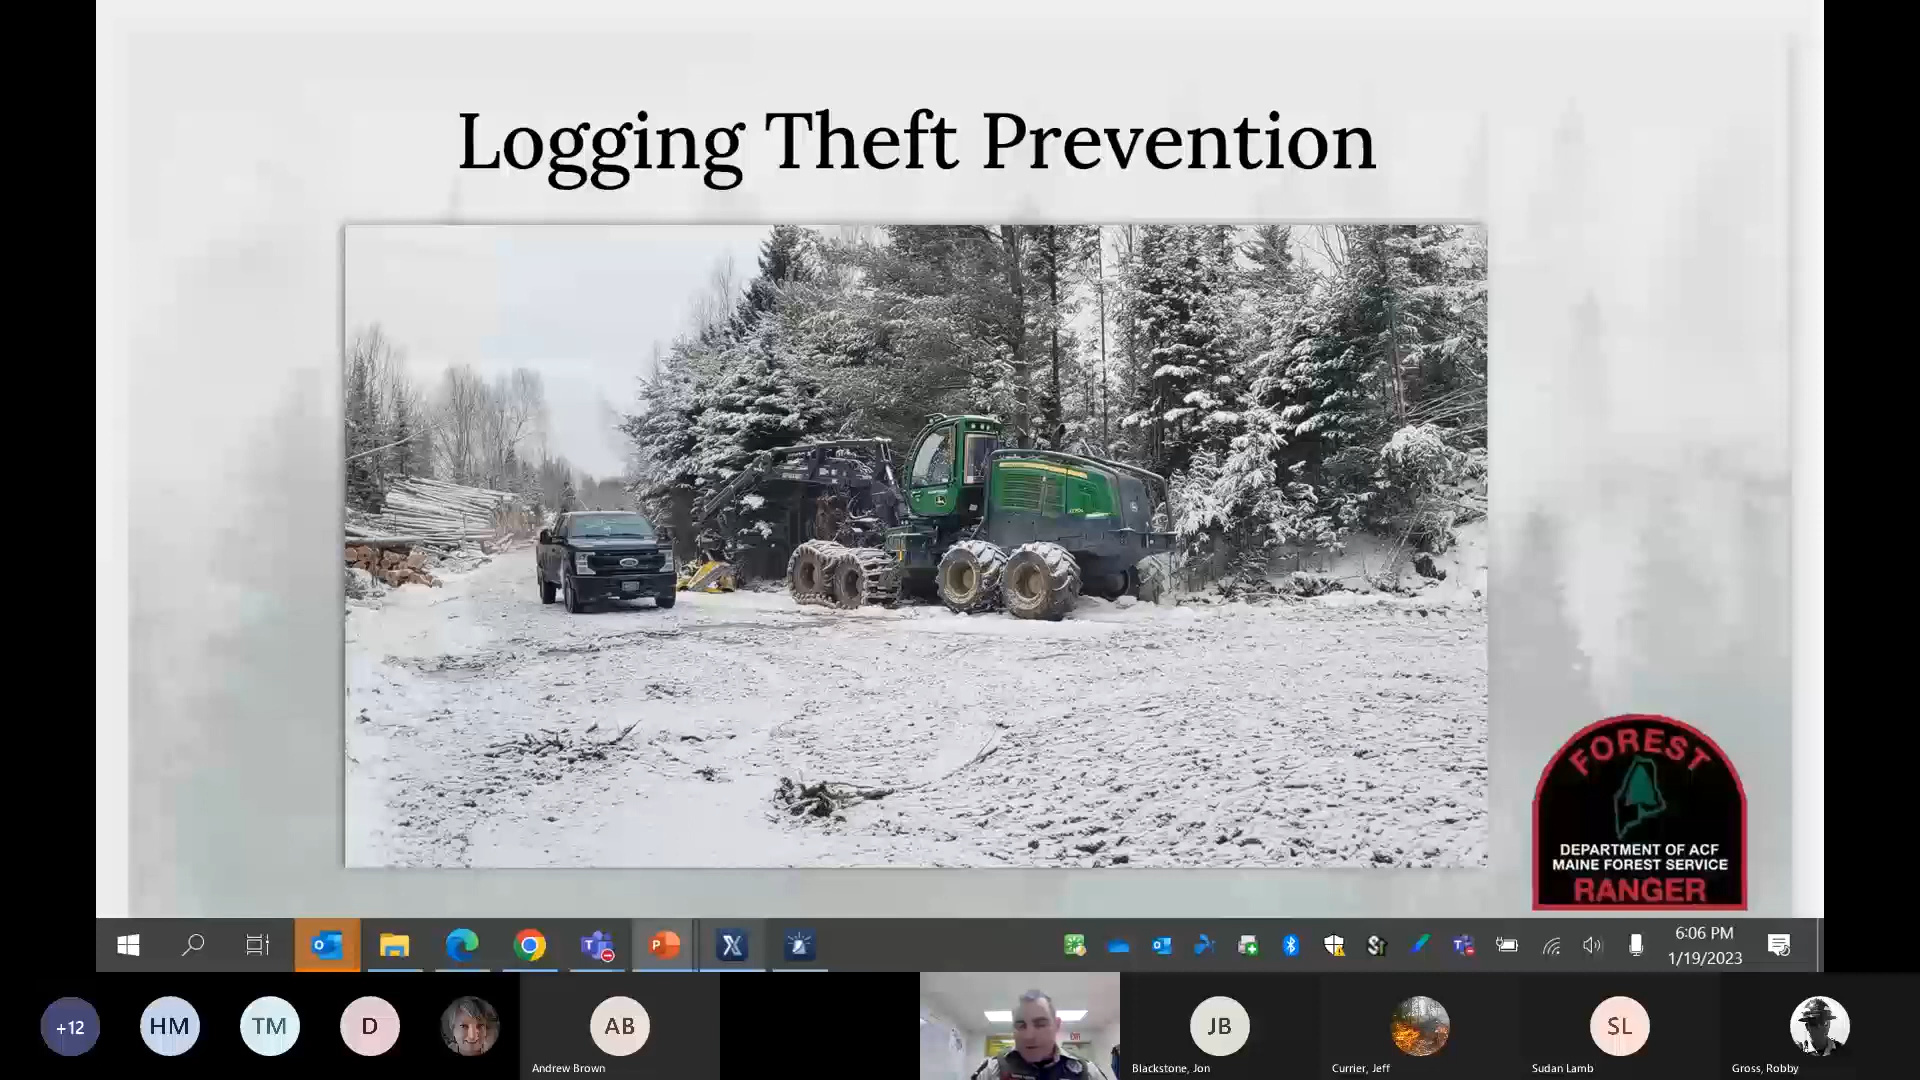 Logging Theft Prevention
FOREST
DEPARTMENT OF ACF
MAINE FOREST SERVICE
RANGER
6:06 PM
1/19/2023
+12
HM
TM
D
AB
Andrew Brown
JB
Blackstone, Jon
Currier, Jeff
SL
Sudan Lamb
Gross, Robby